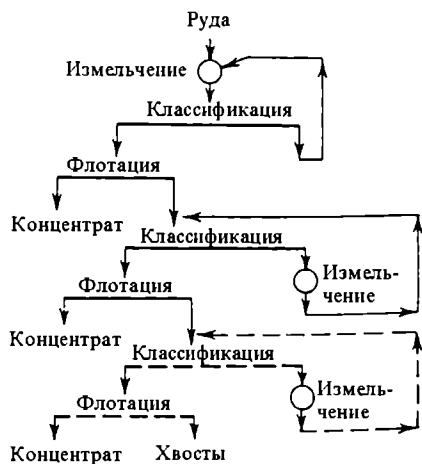 Руда
Измельчение
Классификация
Флотация
Концентрат
Классификация
Флотация
Измель-
чение
Концентрат
Классификация
Флотация
Измель-
чение
Концентрат
Хвосты